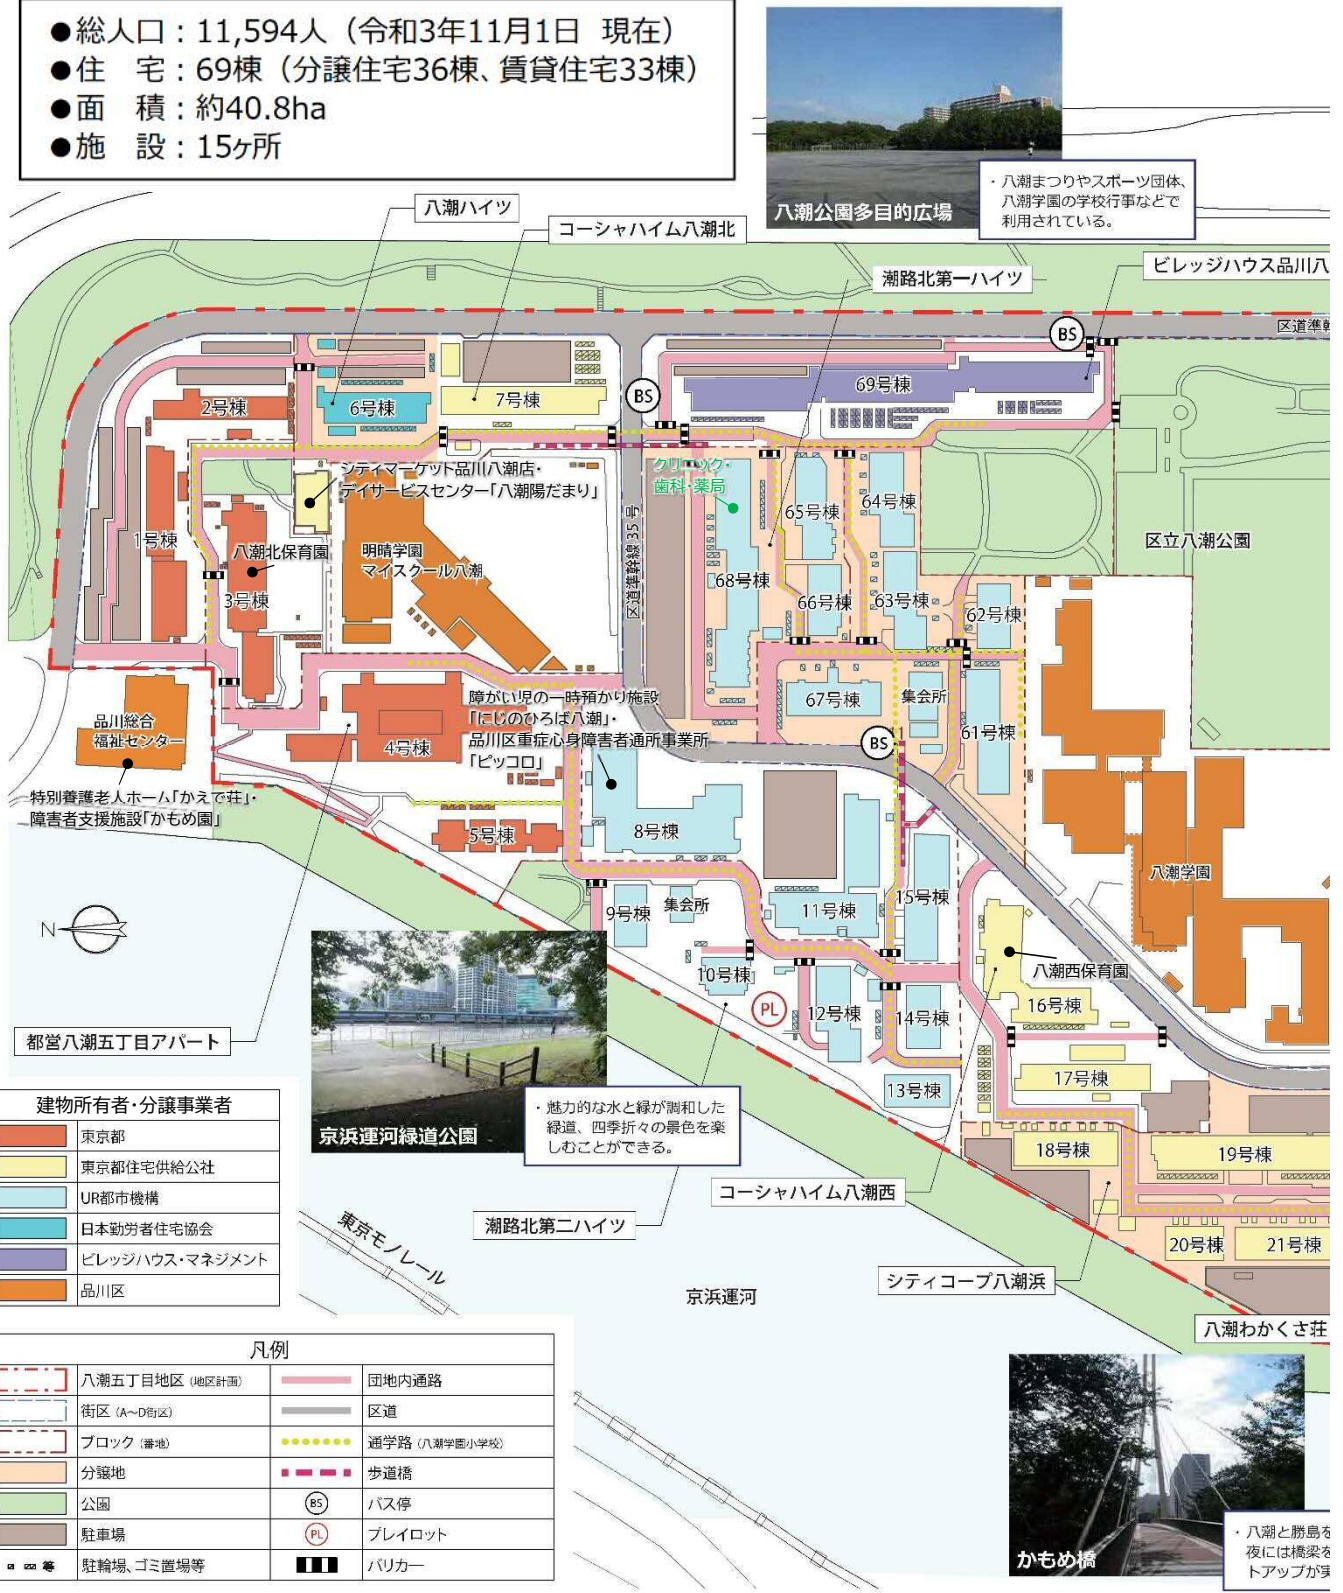 ●総人口：11,594人（令和3年11月1日 現在）
●住　宅：69棟（分譲住宅36棟、賃貸住宅33棟）
●面　積：約40.8ha
●施　設：15ヶ所
八潮公園多目的広場
・八潮まつりやスポーツ団体、
八潮学園の学校行事などで
利用されている。
八潮ハイツ
コーシャハイム八潮北
潮路北第一ハイツ
ビレッジハウス品川八
区道準幹
BS
BS
2号棟
6号棟
7号棟
69号棟
シティマーケット品川八潮店・
デイサービスセンター「八潮陽だまり」
クリニック・
歯科・薬局
1号棟
八潮北保育園
3号棟
明晴学園
マイスクール八潮
区道準幹線35号
65号棟
64号棟
68号棟
66号棟
63号棟
62号棟
区立八潮公園
67号棟
集会所
61号棟
BS
品川総合
福祉センター
特別養護老人ホーム「かえで荘」・
障害者支援施設「かもめ園」
4号棟
障がい児の一時預かり施設
「にじのひろば八潮」・
品川区重症心身障害者通所事業所
「ピッコロ」
5号棟
8号棟
八潮学園
N
9号棟
集会所
11号棟
15号棟
10号棟
PL
12号棟
14号棟
八潮西保育園
16号棟
13号棟
17号棟
18号棟
19号棟
20号棟
21号棟
都営八潮五丁目アパート
京浜運河緑道公園
・魅力的な水と緑が調和した
緑道、四季折々の景色を楽
しむことができる。
コーシャハイム八潮西
潮路北第二ハイツ
シティコープ八潮浜
八潮わかくさ荘
東京モノレール
京浜運河
建物所有者・分譲事業者
東京都
東京都住宅供給公社
UR都市機構
日本勤労者住宅協会
ビレッジハウス・マネジメント
品川区
凡例
八潮五丁目地区（地区計画）
団地内通路
街区（A～D街区）
区道
ブロック（番地）
通学路（八潮学園小学校）
分譲地
歩道橋
公園
BS
バス停
駐車場
PL
プレイロット
等
駐輪場、ゴミ置場等
バリカー
かもめ橋
・八潮と勝島を
夜には橋梁を
トアップが実